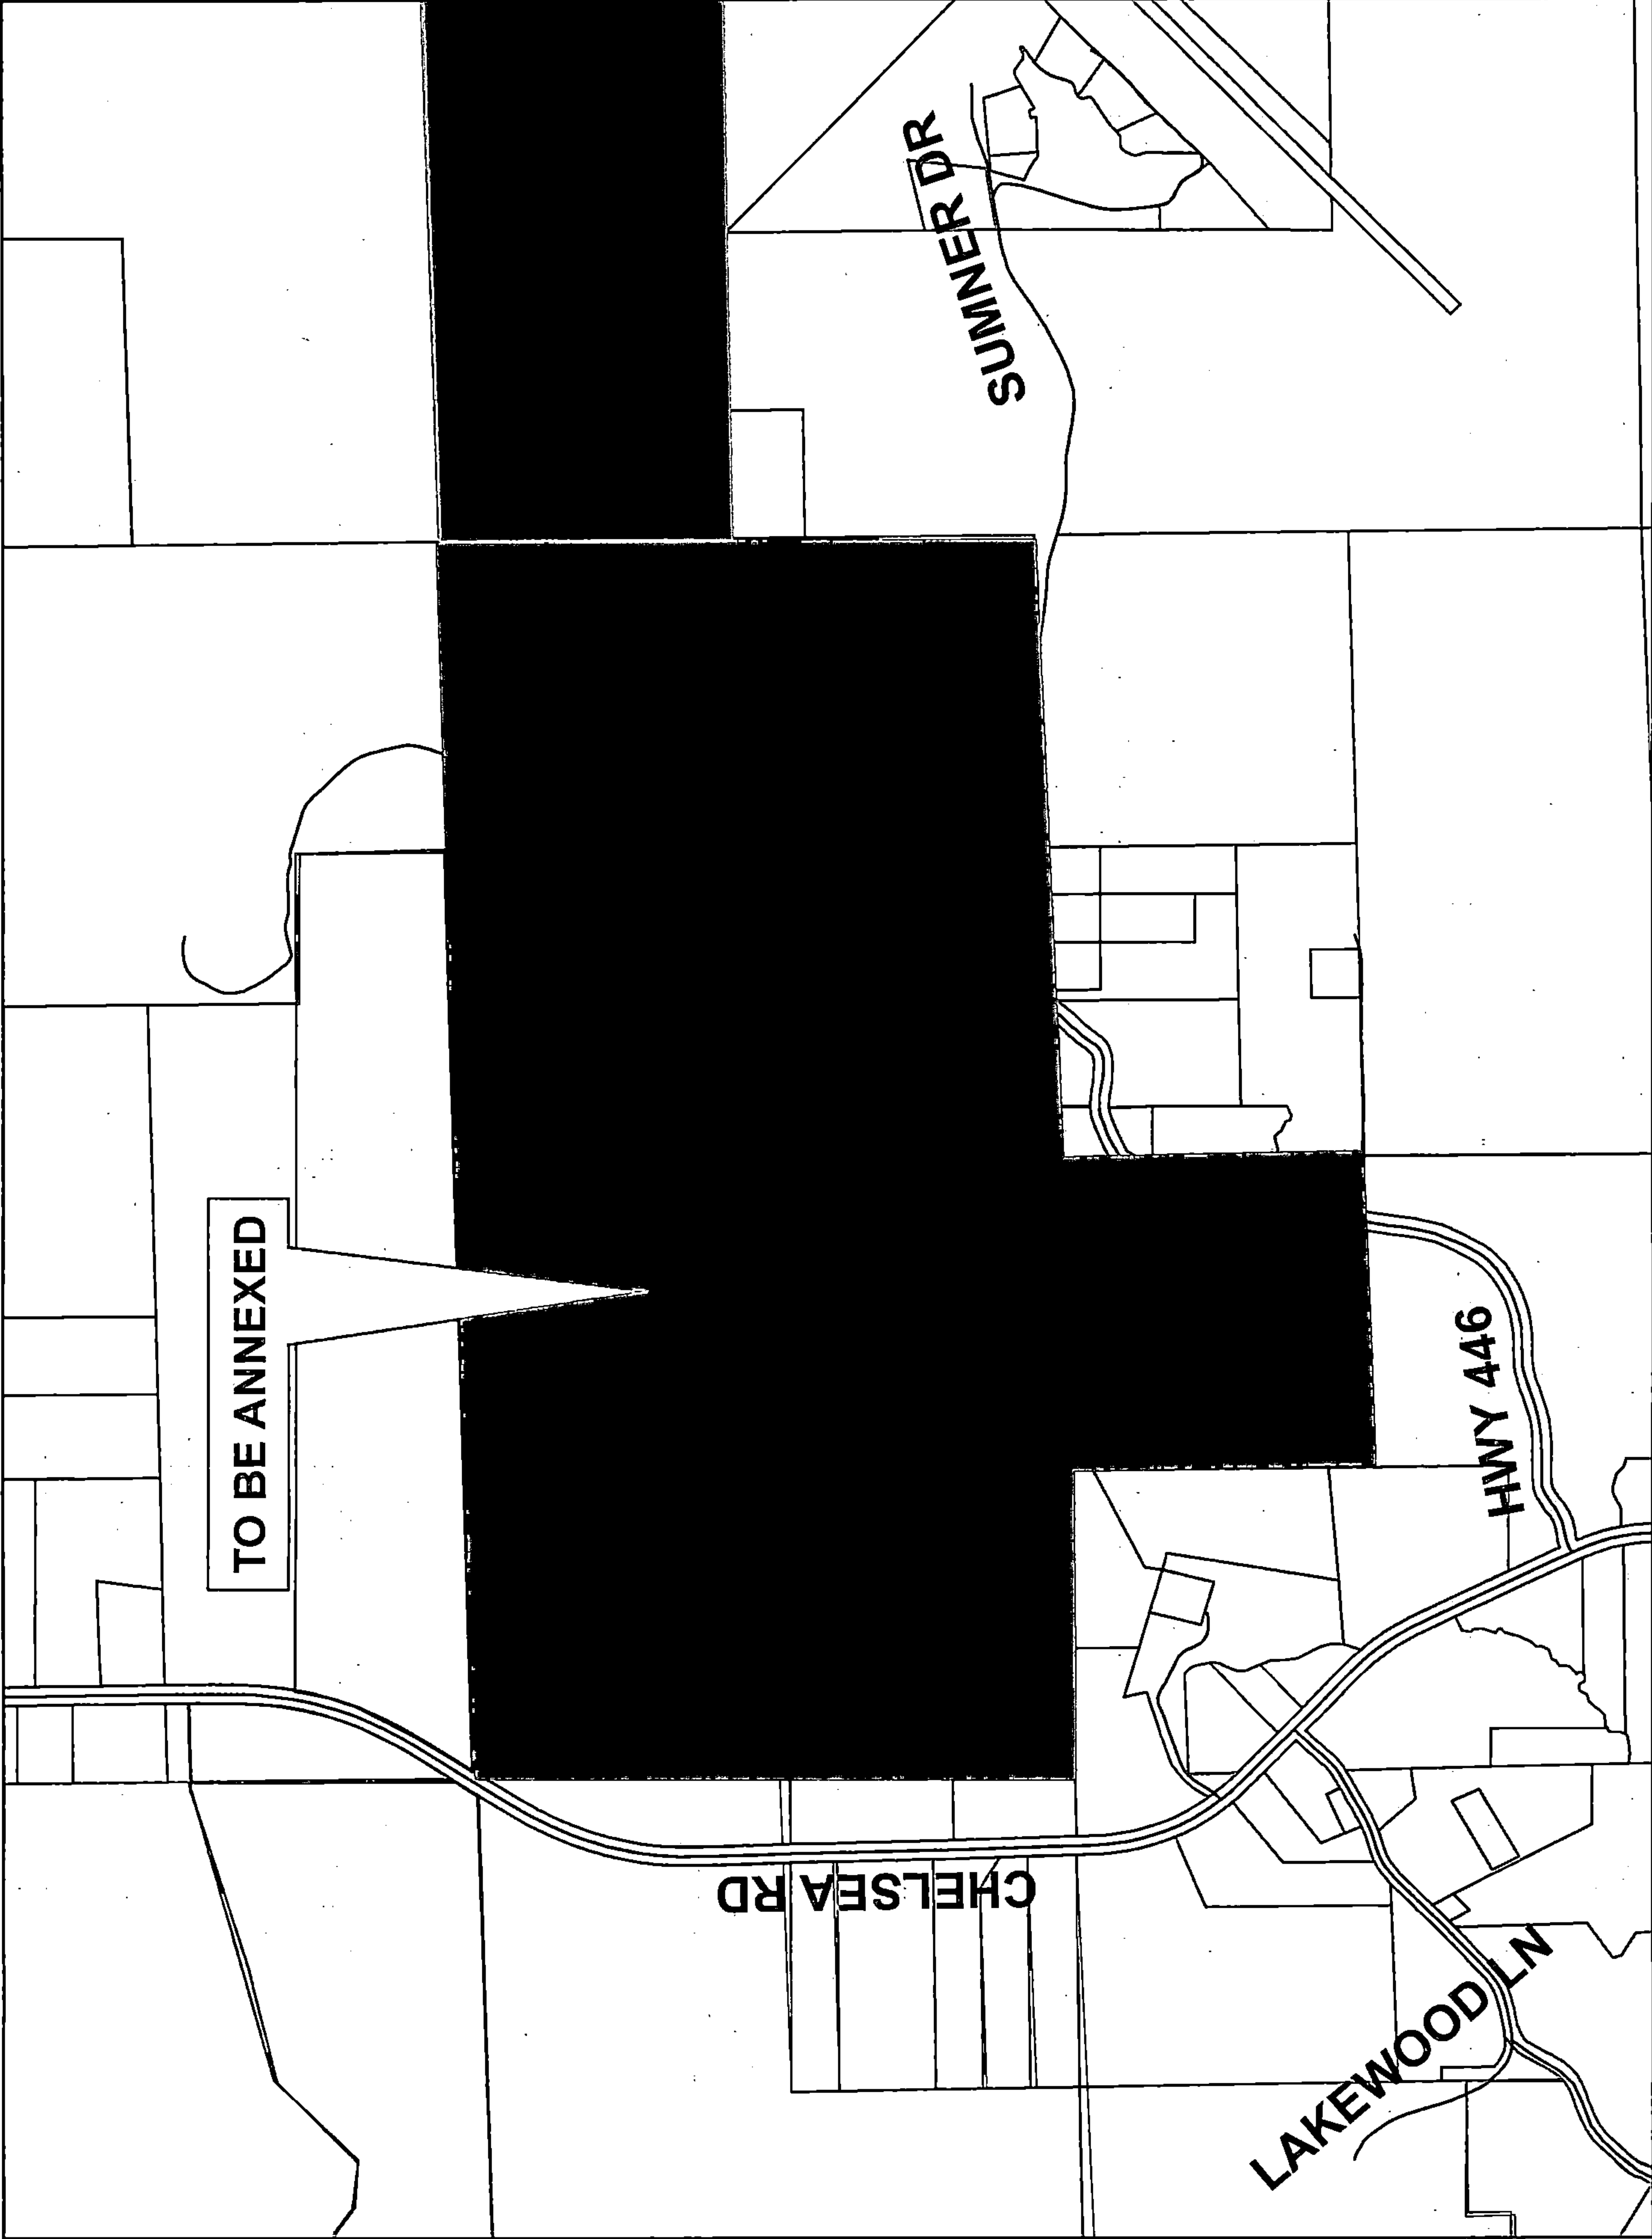 SUMNER DR
TO BE ANNEXED
HWY 446
CHELSEA RD
LAKEWOOD LN